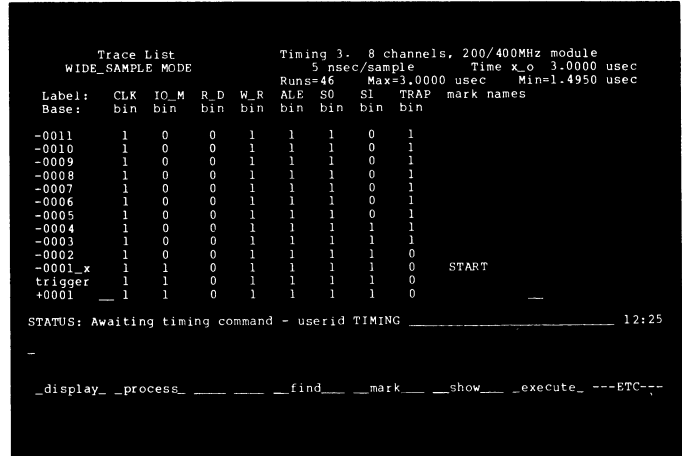 Trace List Timing 3. 8 channels, 200/400MHz module
WIDE_SAMPLE MODE 5 nsec/sample Time x_o 3.0000 usec
Runs=46 Max=3.0000 usec Min=1.4950 usec
Label: CLK IO_M R_D W_R ALE S0 S1 TRAP mark names
Base: bin bin bin bin bin bin bin bin
-0011 1 0 0 1 1 1 0 1
-0010 1 0 0 1 1 1 0 1
-0009 1 0 0 1 1 1 0 1
-0008 1 0 0 1 1 1 0 1
-0007 1 0 0 1 1 1 0 1
-0006 1 0 0 1 1 1 0 1
-0005 1 0 0 1 1 1 0 1
-0004 1 0 0 1 1 1 1 1
-0003 1 0 0 1 1 1 1 1
-0002 1 0 0 1 1 1 1 0
-0001_x 1 1 0 1 1 1 1 0 START
trigger 1 1 0 1 1 1 1 0
+0001 __ 1 1 0 1 1 1 1 0 __
STATUS: Awaiting timing command - userid TIMING ________________________ 12:25
_
_display_ _process_ ____ ____ __find___ __mark___ __show___ _execute_ ---ETC---